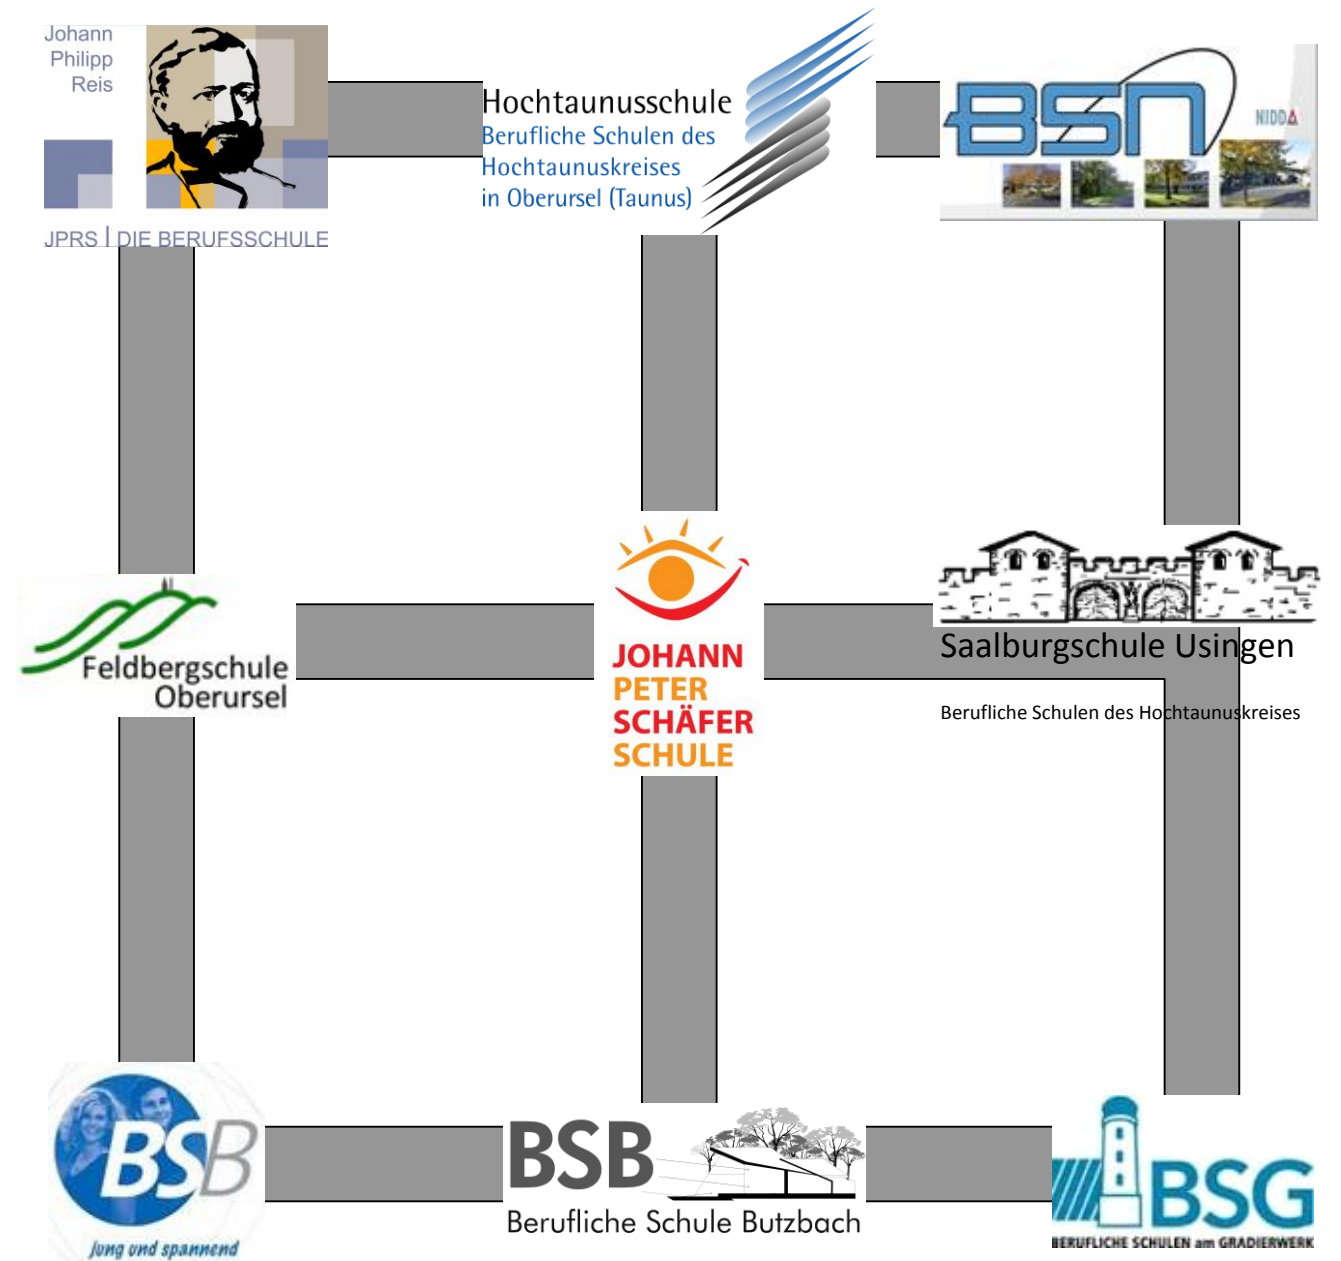 Johann
Philipp
Reis
JPRS | DIE BERUFSSCHULE
Hochtaunusschule
Berufliche Schulen des
Hochtaunuskreises
in Oberursel (Taunus)
BSN
NIDDA
Feldbergschule
Oberursel
JOHANN
PETER
SCHÄFER
SCHULE
Saalburgschule Usingen
Berufliche Schulen des Hochtaunuskreises
BSB
Jung und spannend
BSB
Berufliche Schule Butzbach
BSG
BERUFLICHE SCHULEN am GRADIERWERK